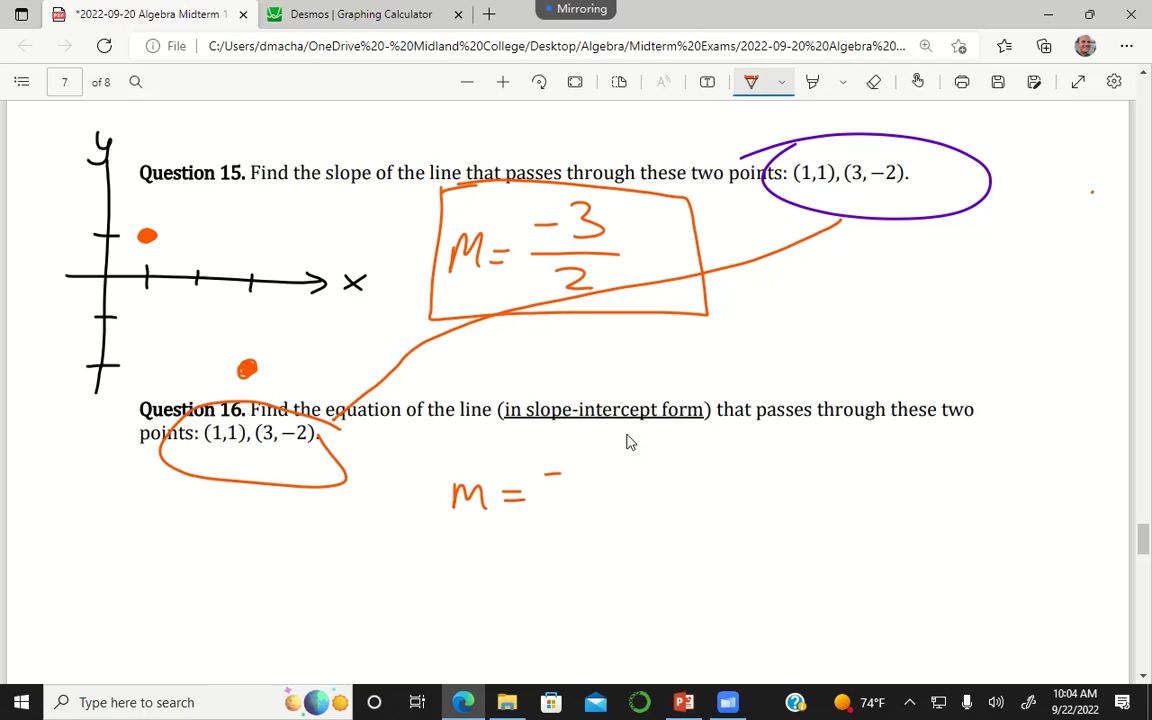 Mirroring
*2022-09-20 Algebra Midterm 1
Desmos | Graphing Calculator
File
C:/Users/dmacha/OneDrive%20-%20Midland%20College/Desktop/Algebra/Midterm%20Exams/2022-09-20%20Algebra%20...
7 of 8
y
Question 15. Find the slope of the line that passes through these two points: (1,1), (3, −2).
m = -3/2
x
Question 16. Find the equation of the line (in slope-intercept form) that passes through these two
points: (1,1), (3, −2).
m = -
Type here to search
74°F
10:04 AM
9/22/2022